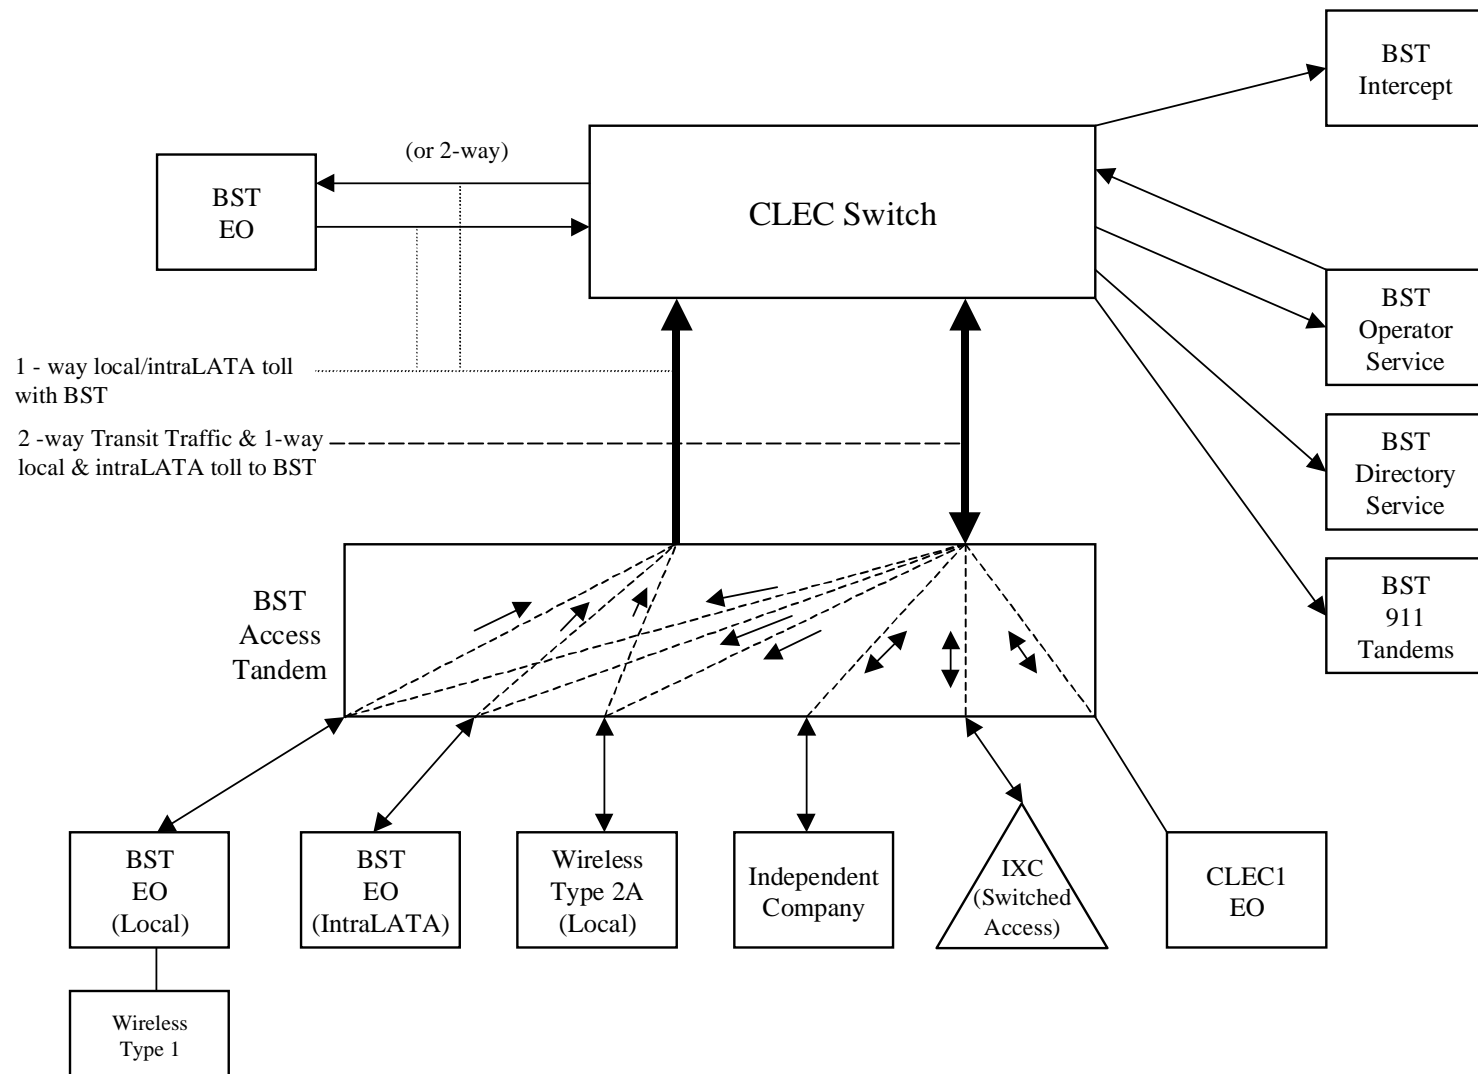 BST
Intercept
(or 2-way)
BST
EO
CLEC Switch
BST
Operator
Service
1 - way local/intraLATA toll
with BST
2 -way Transit Traffic & 1-way
local & intraLATA toll to BST
BST
Directory
Service
BST
Access
Tandem
BST
911
Tandems
BST
EO
(Local)
BST
EO
(IntraLATA)
Wireless
Type 2A
(Local)
Independent
Company
IXC
(Switched
Access)
CLEC1
EO
Wireless
Type 1